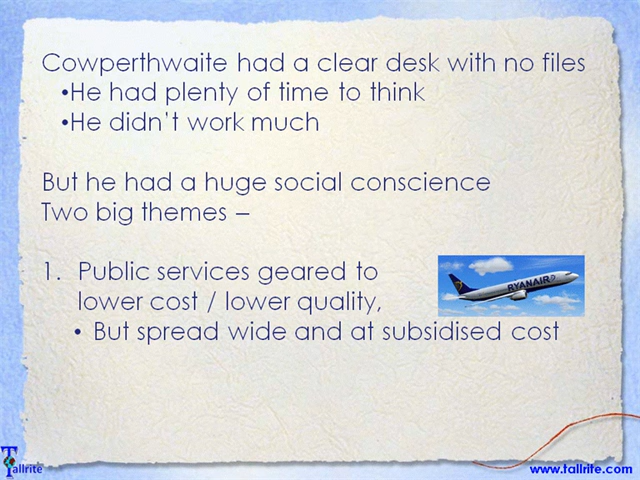 Cowperthwaite had a clear desk with no files
•He had plenty of time to think
•He didn't work much
But he had a huge social conscience
Two big themes –
1. Public services geared to
lower cost / lower quality,
RYANAIR
• But spread wide and at subsidised cost
Tallrite
www.tallrite.com